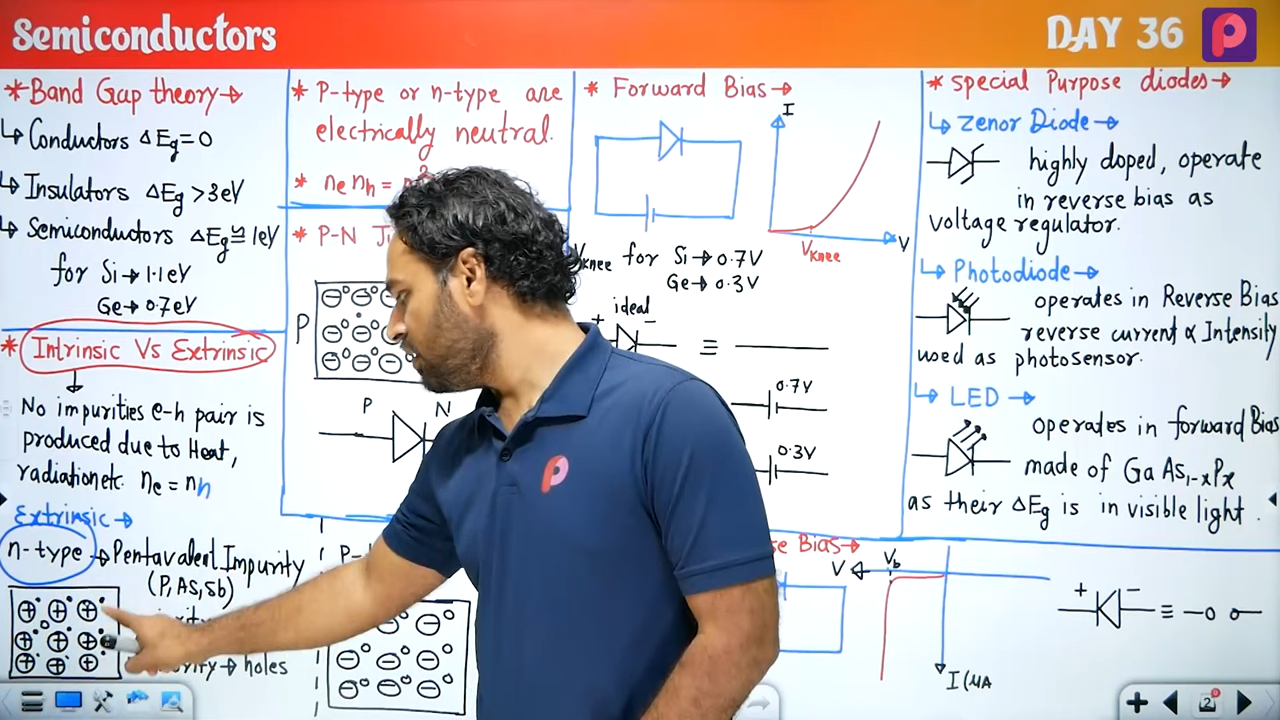 Semiconductors
DAY 36
* Band Gap theory→
↳ Conductors ΔEg=0
↳ Insulators ΔEg >3eV
↳ Semiconductors ΔEg≅1eV
for Si→1.1eV
Ge→0.7eV
* Intrinsic Vs Extrinsic
No impurities e-h pair is
produced due to Heat,
radiation etc. ne = nh
Extrinsic→
n-type → Pentavalent Impurity
(P, As, Sb)
→ holes
* P-type or n-type are
electrically neutral.
* ne nh =
* P-N
P
P N
P-
* Forward Bias→
I
V
VKnee
for Si→0.7V
Ge→0.3V
ideal
+ −
≡
0.7V
0.3V
Bias→
V
Vb
I(μA
+ − ≡
* special Purpose diodes→
↳ Zenor Diode→
highly doped, operate
in reverse bias as
voltage regulator.
↳ Photodiode→
operates in Reverse Bias
reverse current ∝ Intensity
used as photosensor.
↳ LED →
operates in forward Bias
made of GaAs1-xPx
as their ΔEg is in visible light.
2